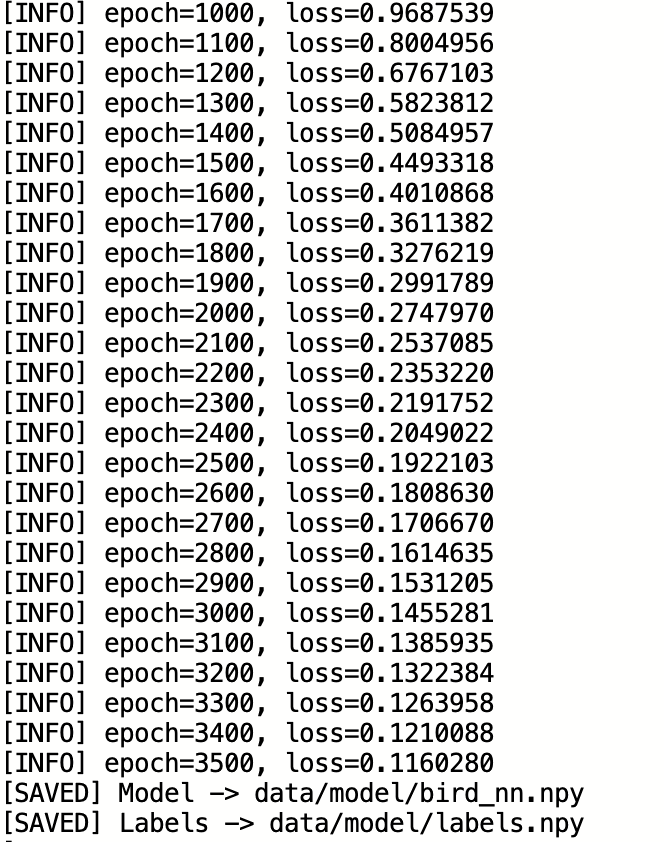 [INFO] epoch=1000, loss=0.9687539
[INFO] epoch=1100, loss=0.8004956
[INFO] epoch=1200, loss=0.6767103
[INFO] epoch=1300, loss=0.5823812
[INFO] epoch=1400, loss=0.5084957
[INFO] epoch=1500, loss=0.4493318
[INFO] epoch=1600, loss=0.4010868
[INFO] epoch=1700, loss=0.3611382
[INFO] epoch=1800, loss=0.3276219
[INFO] epoch=1900, loss=0.2991789
[INFO] epoch=2000, loss=0.2747970
[INFO] epoch=2100, loss=0.2537085
[INFO] epoch=2200, loss=0.2353220
[INFO] epoch=2300, loss=0.2191752
[INFO] epoch=2400, loss=0.2049022
[INFO] epoch=2500, loss=0.1922103
[INFO] epoch=2600, loss=0.1808630
[INFO] epoch=2700, loss=0.1706670
[INFO] epoch=2800, loss=0.1614635
[INFO] epoch=2900, loss=0.1531205
[INFO] epoch=3000, loss=0.1455281
[INFO] epoch=3100, loss=0.1385935
[INFO] epoch=3200, loss=0.1322384
[INFO] epoch=3300, loss=0.1263958
[INFO] epoch=3400, loss=0.1210088
[INFO] epoch=3500, loss=0.1160280
[SAVED] Model -> data/model/bird_nn.npy
[SAVED] Labels -> data/model/labels.npy